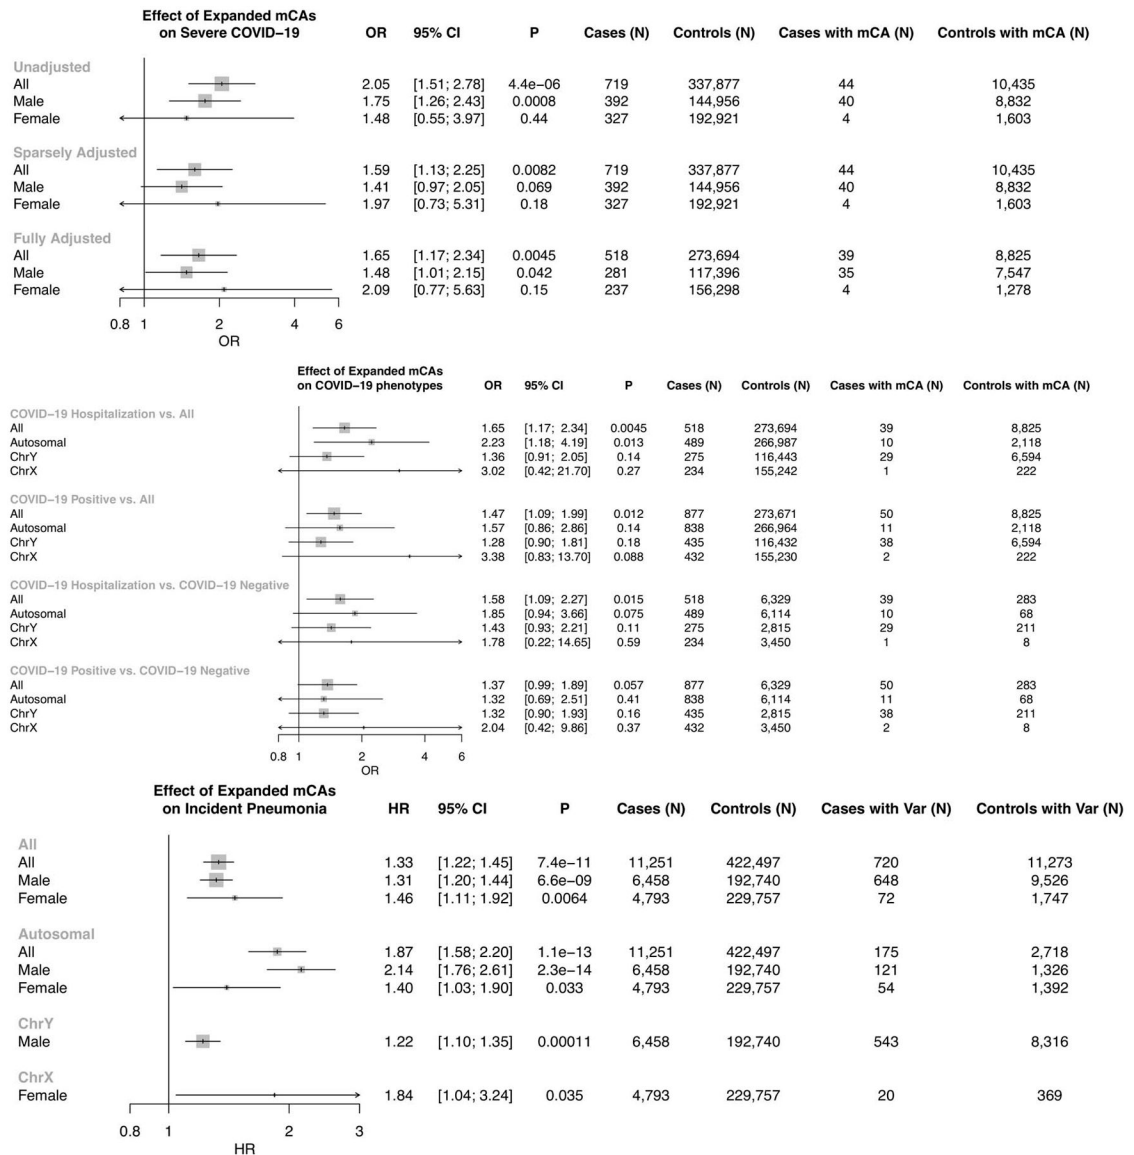 Effect of Expanded mCAs
on Severe COVID−19 OR 95% CI P Cases (N) Controls (N) Cases with mCA (N) Controls with mCA (N)
Unadjusted
All 2.05 [1.51; 2.78] 4.4e−06 719 337,877 44 10,435
Male 1.75 [1.26; 2.43] 0.0008 392 144,956 40 8,832
Female 1.48 [0.55; 3.97] 0.44 327 192,921 4 1,603
Sparsely Adjusted
All 1.59 [1.13; 2.25] 0.0082 719 337,877 44 10,435
Male 1.41 [0.97; 2.05] 0.069 392 144,956 40 8,832
Female 1.97 [0.73; 5.31] 0.18 327 192,921 4 1,603
Fully Adjusted
All 1.65 [1.17; 2.34] 0.0045 518 273,694 39 8,825
Male 1.48 [1.01; 2.15] 0.042 281 117,396 35 7,547
Female 2.09 [0.77; 5.63] 0.15 237 156,298 4 1,278
0.8 1 2 4 6
OR
Effect of Expanded mCAs
on COVID−19 phenotypes OR 95% CI P Cases (N) Controls (N) Cases with mCA (N) Controls with mCA (N)
COVID−19 Hospitalization vs. All
All 1.65 [1.17; 2.34] 0.0045 518 273,694 39 8,825
Autosomal 2.23 [1.18; 4.19] 0.013 489 266,987 10 2,118
ChrY 1.36 [0.91; 2.05] 0.14 275 116,443 29 6,594
ChrX 3.02 [0.42; 21.70] 0.27 234 155,242 1 222
COVID−19 Positive vs. All
All 1.47 [1.09; 1.99] 0.012 877 273,671 50 8,825
Autosomal 1.57 [0.86; 2.86] 0.14 838 266,964 11 2,118
ChrY 1.28 [0.90; 1.81] 0.18 435 116,432 38 6,594
ChrX 3.38 [0.83; 13.70] 0.088 432 155,230 2 222
COVID−19 Hospitalization vs. COVID−19 Negative
All 1.58 [1.09; 2.27] 0.015 518 6,329 39 283
Autosomal 1.85 [0.94; 3.66] 0.075 489 6,114 10 68
ChrY 1.43 [0.93; 2.21] 0.11 275 2,815 29 211
ChrX 1.78 [0.22; 14.65] 0.59 234 3,450 1 8
COVID−19 Positive vs. COVID−19 Negative
All 1.37 [0.99; 1.89] 0.057 877 6,329 50 283
Autosomal 1.32 [0.69; 2.51] 0.41 838 6,114 11 68
ChrY 1.32 [0.90; 1.93] 0.16 435 2,815 38 211
ChrX 2.04 [0.42; 9.86] 0.37 432 3,450 2 8
0.8 1 2 4 6
OR
Effect of Expanded mCAs
on Incident Pneumonia HR 95% CI P Cases (N) Controls (N) Cases with Var (N) Controls with Var (N)
All
All 1.33 [1.22; 1.45] 7.4e−11 11,251 422,497 720 11,273
Male 1.31 [1.20; 1.44] 6.6e−09 6,458 192,740 648 9,526
Female 1.46 [1.11; 1.92] 0.0064 4,793 229,757 72 1,747
Autosomal
All 1.87 [1.58; 2.20] 1.1e−13 11,251 422,497 175 2,718
Male 2.14 [1.76; 2.61] 2.3e−14 6,458 192,740 121 1,326
Female 1.40 [1.03; 1.90] 0.033 4,793 229,757 54 1,392
ChrY
Male 1.22 [1.10; 1.35] 0.00011 6,458 192,740 543 8,316
ChrX
Female 1.84 [1.04; 3.24] 0.035 4,793 229,757 20 369
0.8 1 2 3
HR